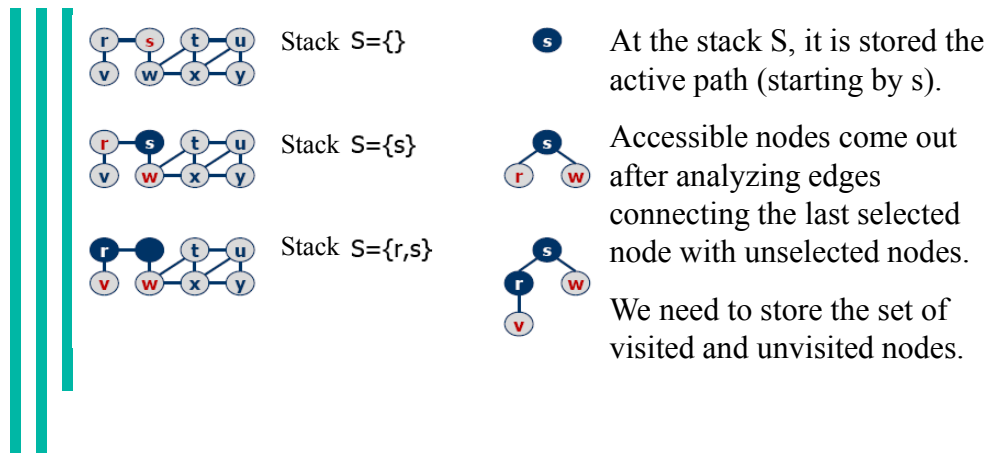 r s t u Stack S={} s
v w x y
r s t u Stack S={s} s
v w x y r w
r t u Stack S={r,s} s
v w x y r w
v
At the stack S, it is stored the
active path (starting by s).
Accessible nodes come out
after analyzing edges
connecting the last selected
node with unselected nodes.
We need to store the set of
visited and unvisited nodes.